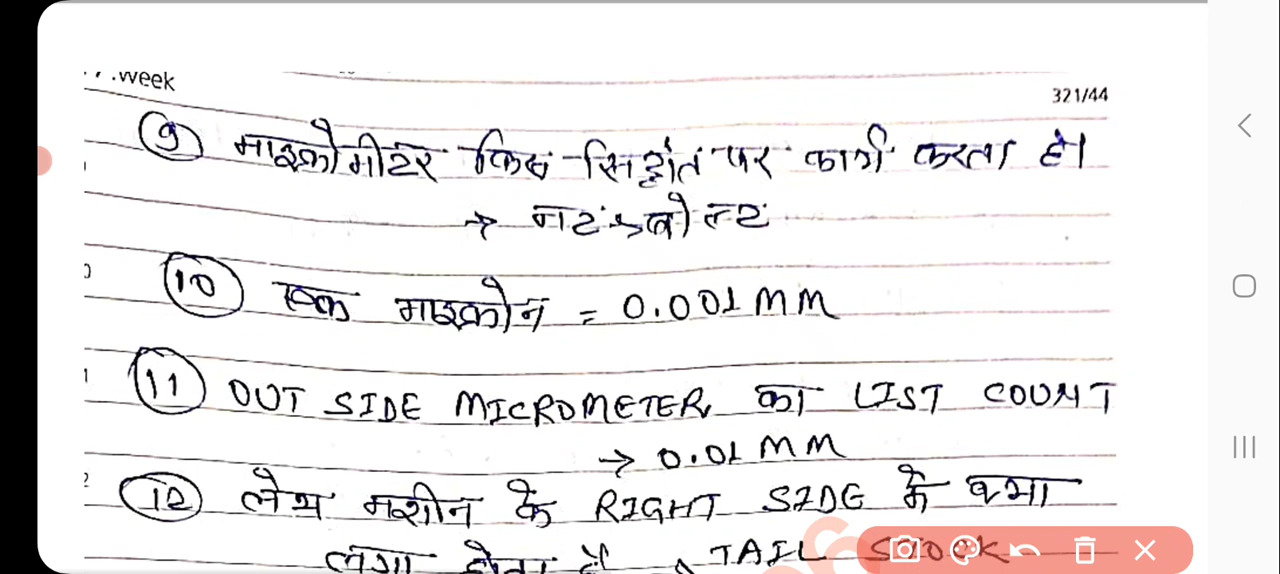 .week
321/44
9 माइक्रोमीटर किस सिद्धांत पर कार्य करता है।
→ नट & बोल्ट
10 एक माइक्रोन = 0.001 MM
11 OUT SIDE MICROMETER का LIST COUNT
→ 0.01 MM
12 लेथ मशीन के RIGHT SIDE में क्या
लगा होता है → TAIL STOCK